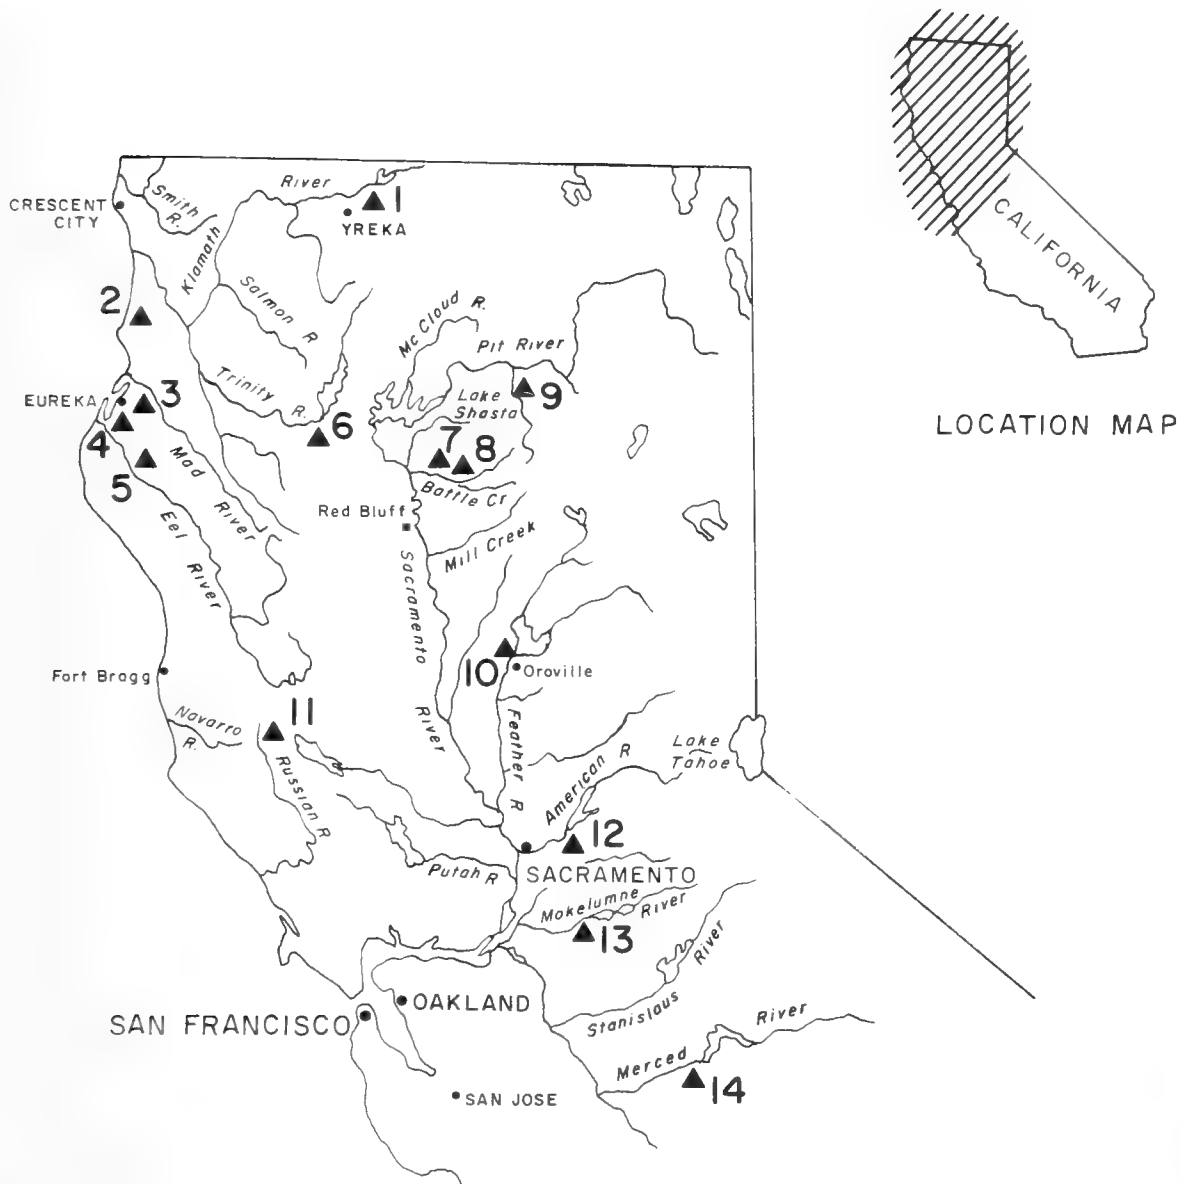 CRESCENT
CITY
Smith
R.
River
1
YREKA
Klamath
Salmon R
2
Mc Cloud R.
Pit River
CALIFORNIA
LOCATION MAP
EUREKA
3
4
5
Trinity R.
6
Lake
Shasta
9
7
8
Mad River
Battle Cr
Red Bluff
Mill Creek
Eel River
Sacramento River
10
Oroville
Fort Bragg
Navarro
R.
11
Russian R
Feather R
American R
Lake
Tahoe
12
SACRAMENTO
Putah R
Mokelumne River
13
Stanislaus River
OAKLAND
SAN FRANCISCO
Merced River
14
SAN JOSE